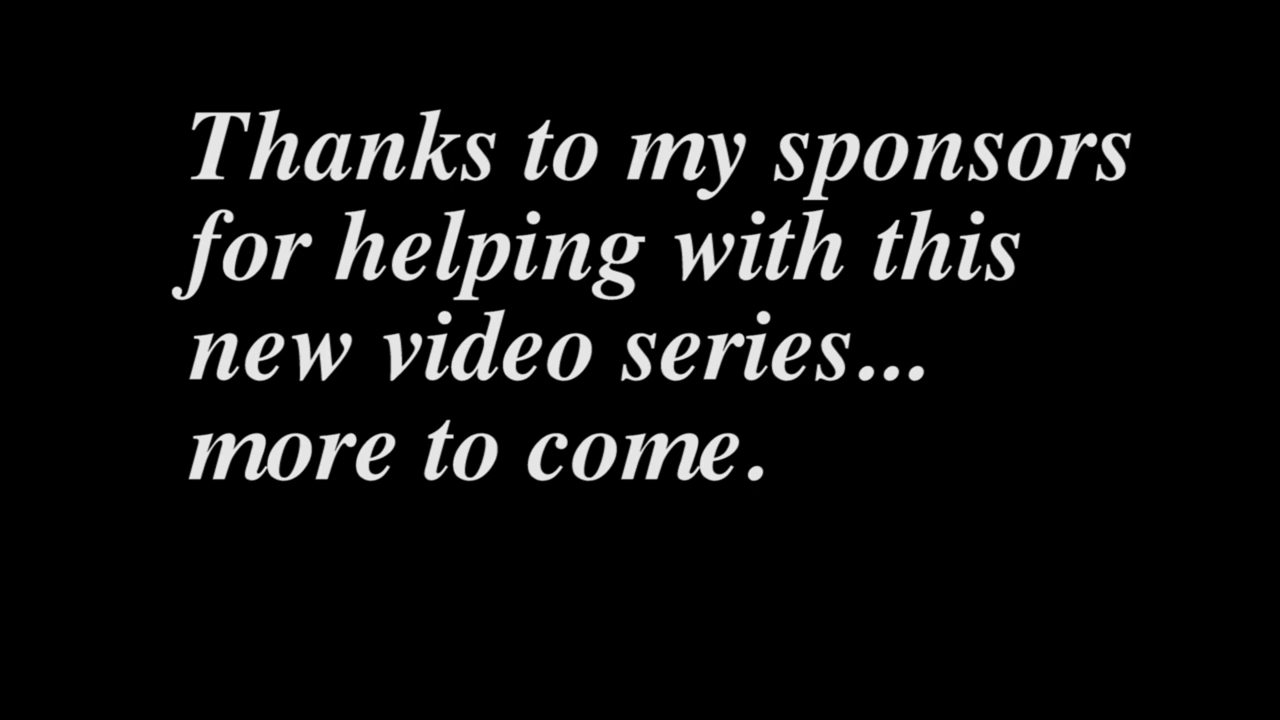 Thanks to my sponsors
for helping with this
new video series...
more to come.